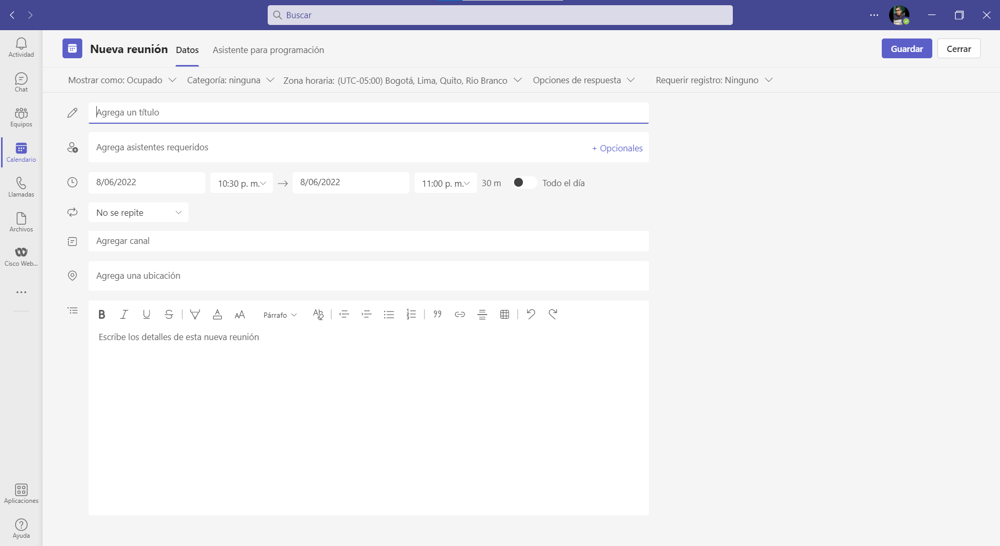 Buscar
Actividad
Chat
Equipos
Calendario
Llamadas
Archivos
Cisco Web...
Aplicaciones
Ayuda
Nueva reunión Datos Asistente para programación
Guardar Cerrar
Mostrar como: Ocupado Categoría: ninguna Zona horaria: (UTC-05:00) Bogotá, Lima, Quito, Rio Branco Opciones de respuesta Requerir registro: Ninguno
Agrega un título
Agrega asistentes requeridos + Opcionales
8/06/2022 10:30 p. m. 8/06/2022 11:00 p. m. 30 m Todo el día
No se repite
Agregar canal
Agrega una ubicación
Párrafo
Escribe los detalles de esta nueva reunión